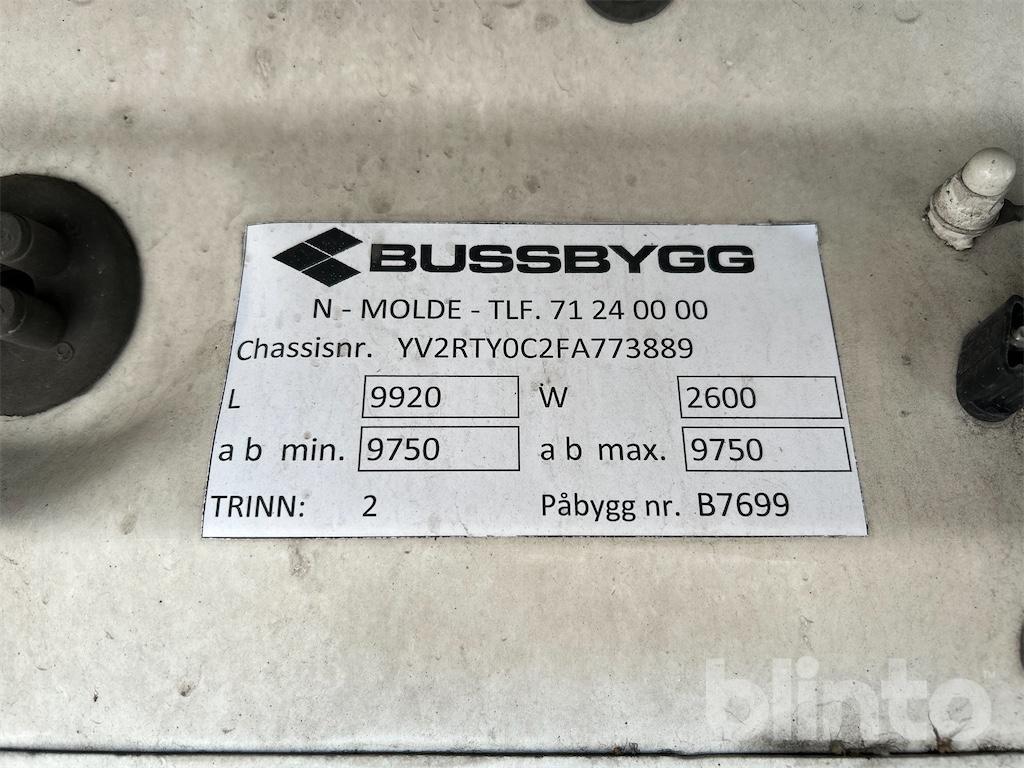 BUSSBYGG
N - MOLDE - TLF. 71 24 00 00
Chassisnr. YV2RTY0C2FA773889
L 9920 W 2600
a b min. 9750 a b max. 9750
TRINN: 2 Påbygg nr. B7699
blinto